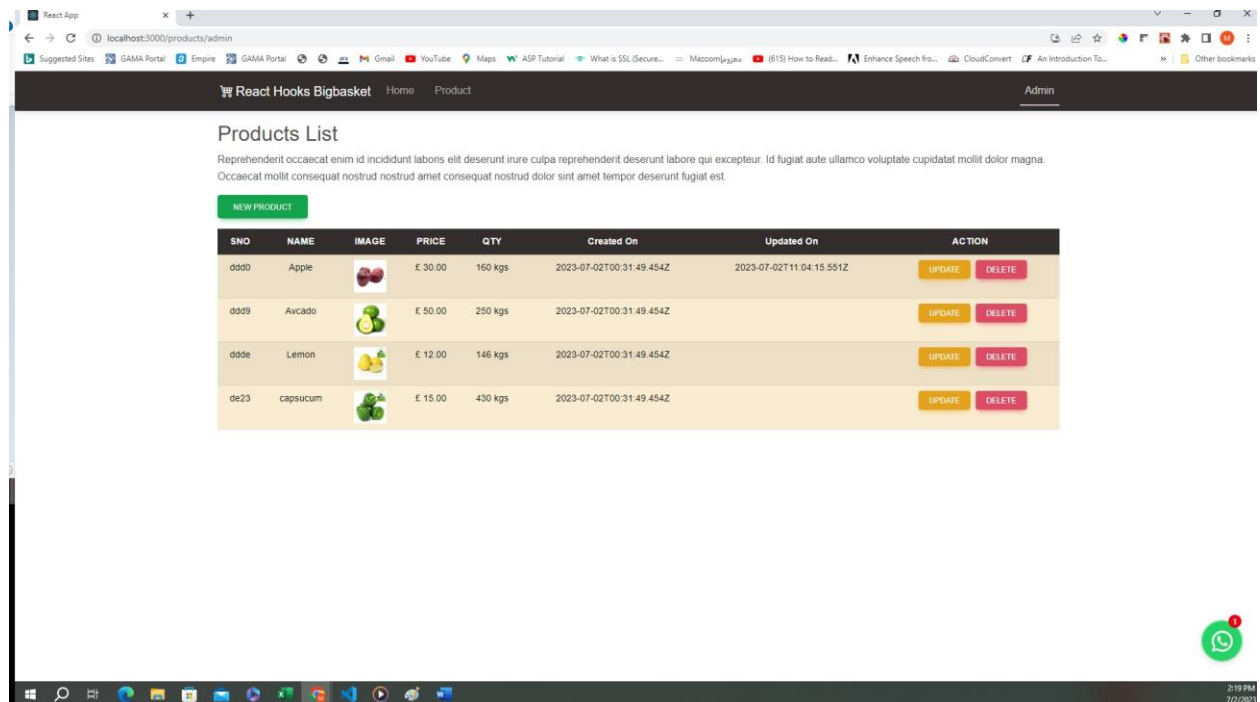 React App
localhost:3000/products/admin
Suggested Sites GAMA Portal Empire GAMA Portal Gmail YouTube Maps ASP Tutorial What is SSL (Secure... Mazoom|معزوم (615) How to Read... Enhance Speech fro... CloudConvert An Introduction To... » Other bookmarks
React Hooks Bigbasket Home Product Admin
Products List
Reprehenderit occaecat enim id incididunt laboris elit deserunt irure culpa reprehenderit deserunt labore qui excepteur. Id fugiat aute ullamco voluptate cupidatat mollit dolor magna.
Occaecat mollit consequat nostrud nostrud amet consequat nostrud dolor sint amet tempor deserunt fugiat est.
NEW PRODUCT
SNO NAME IMAGE PRICE QTY Created On Updated On ACTION
ddd0 Apple £ 30.00 160 kgs 2023-07-02T00:31:49.454Z 2023-07-02T11:04:15.551Z UPDATE DELETE
ddd9 Avcado £ 50.00 250 kgs 2023-07-02T00:31:49.454Z UPDATE DELETE
ddde Lemon £ 12.00 146 kgs 2023-07-02T00:31:49.454Z UPDATE DELETE
de23 capsucum £ 15.00 430 kgs 2023-07-02T00:31:49.454Z UPDATE DELETE
1
2:19 PM
7/2/2023